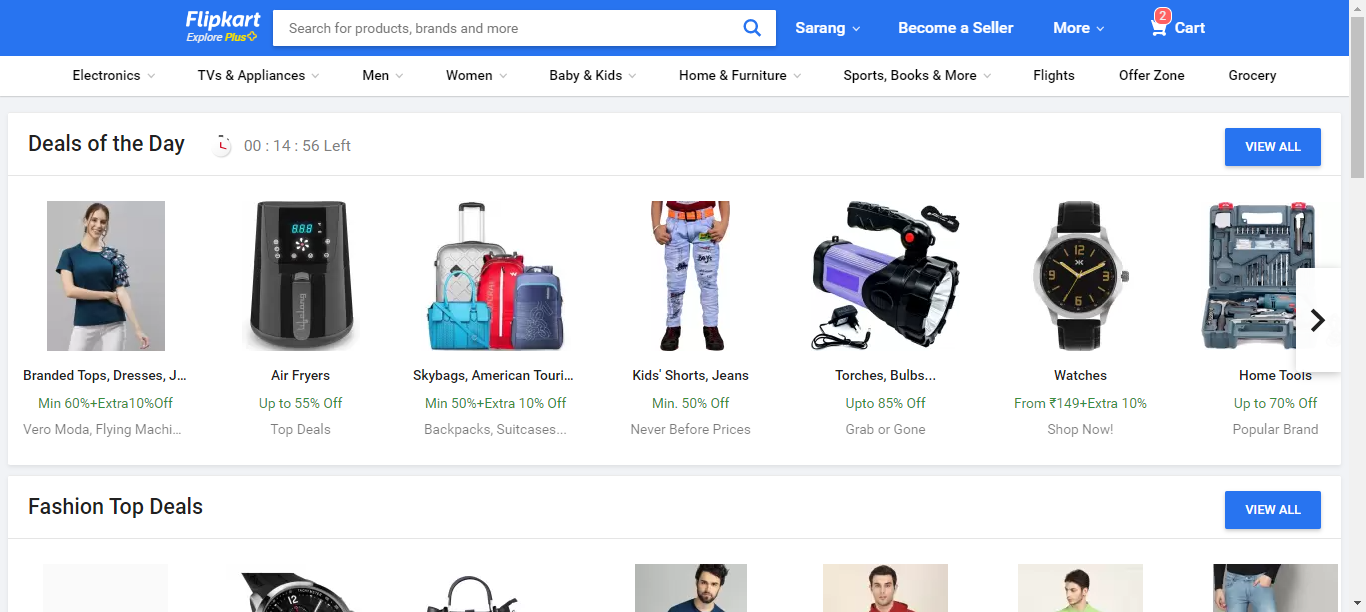 Flipkart
Explore Plus
Search for products, brands and more
Sarang
Become a Seller
More
2
Cart
Electronics
TVs & Appliances
Men
Women
Baby & Kids
Home & Furniture
Sports, Books & More
Flights
Offer Zone
Grocery
Deals of the Day
00 : 14 : 56 Left
VIEW ALL
Branded Tops, Dresses, J...
Min 60%+Extra10%Off
Vero Moda, Flying Machi...
Air Fryers
Up to 55% Off
Top Deals
Skybags, American Touri...
Min 50%+Extra 10% Off
Backpacks, Suitcases...
Kids' Shorts, Jeans
Min. 50% Off
Never Before Prices
Torches, Bulbs...
Upto 85% Off
Grab or Gone
Watches
From ₹149+Extra 10%
Shop Now!
Home Tools
Up to 70% Off
Popular Brand
Fashion Top Deals
VIEW ALL